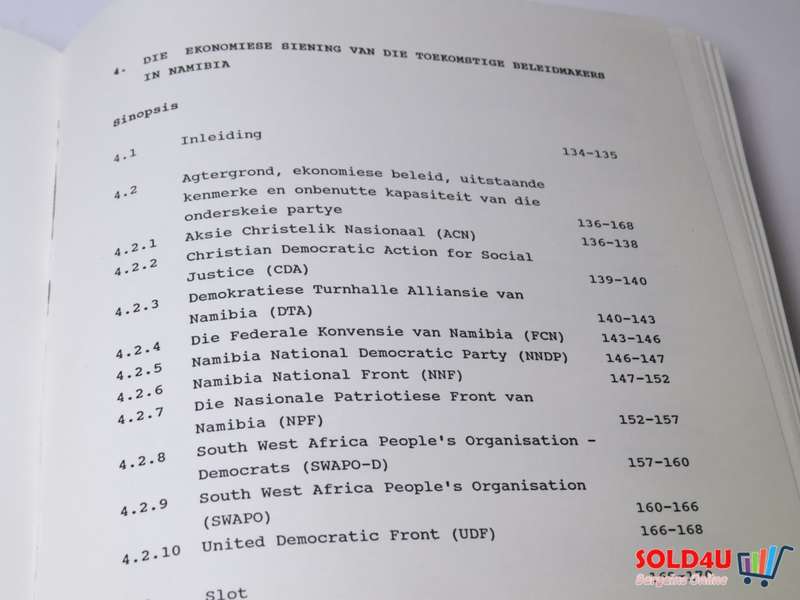 4. DIE EKONOMIESE SIENING VAN DIE TOEKOMSTIGE BELEIDMAKERS
IN NAMIBIA
sinopsis
4.1 Inleiding 134-135
4.2 Agtergrond, ekonomiese beleid, uitstaande
kenmerke en onbenutte kapasiteit van die
onderskeie partye 136-168
4.2.1 Aksie Christelik Nasionaal (ACN) 136-138
4.2.2 Christian Democratic Action for Social
Justice (CDA) 139-140
4.2.3 Demokratiese Turnhalle Alliansie van
Namibia (DTA) 140-143
4.2.4 Die Federale Konvensie van Namibia (FCN) 143-146
4.2.5 Namibia National Democratic Party (NNDP) 146-147
4.2.6 Namibia National Front (NNF) 147-152
4.2.7 Die Nasionale Patriotiese Front van
Namibia (NPF) 152-157
4.2.8 South West Africa People's Organisation -
Democrats (SWAPO-D) 157-160
4.2.9 South West Africa People's Organisation
(SWAPO) 160-166
4.2.10 United Democratic Front (UDF) 166-168
Slot
SOLD4U
Bargains Online